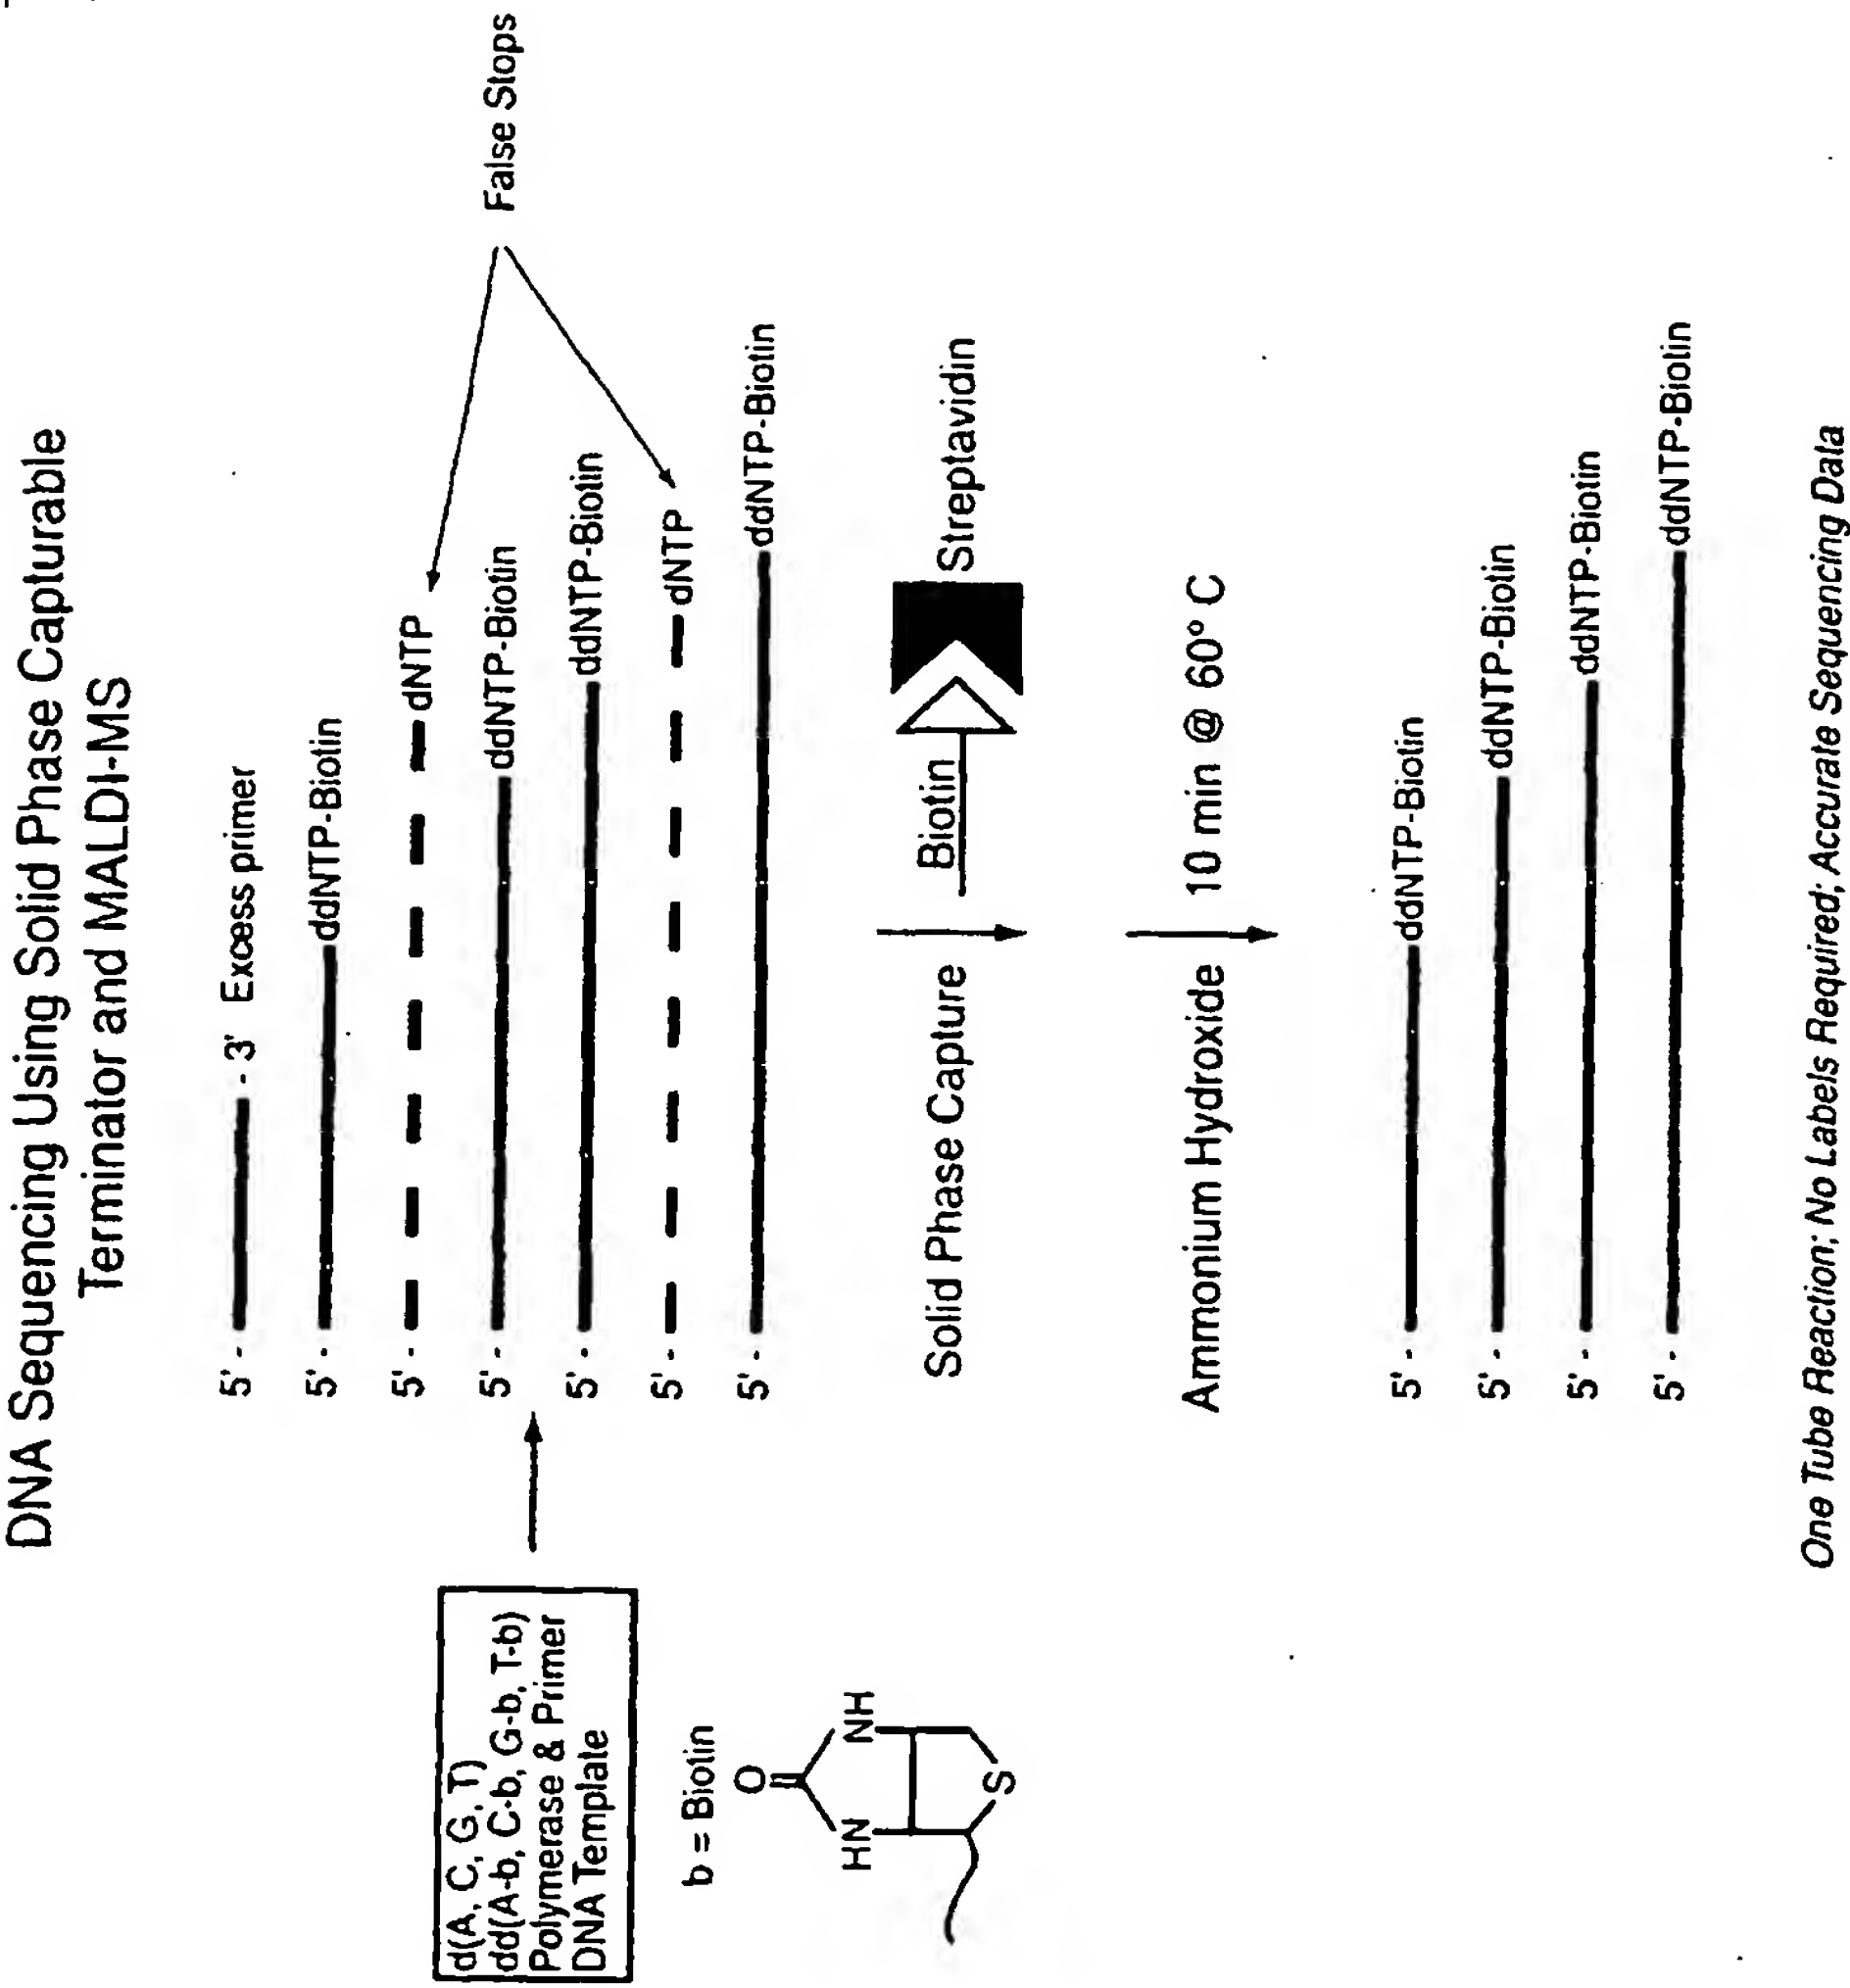 DNA Sequencing Using Solid Phase Capturable
Terminator and MALDI-MS
d(A, C, G, T)
dd(A-b, C-b, G-b, T-b)
Polymerase & Primer
DNA Template
b = Biotin
O
HN
NH
S
5' - - 3' Excess primer
5' - ddNTP-Biotin
5' - dNTP
5' - ddNTP-Biotin
5' - ddNTP-Biotin
5' - dNTP
5' - ddNTP-Biotin
False Stops
Solid Phase Capture
Biotin
Streptavidin
Ammonium Hydroxide 10 min @ 60° C
5' - ddNTP-Biotin
5' - ddNTP-Biotin
5' - ddNTP-Biotin
5' - ddNTP-Biotin
One Tube Reaction; No Labels Required; Accurate Sequencing Data